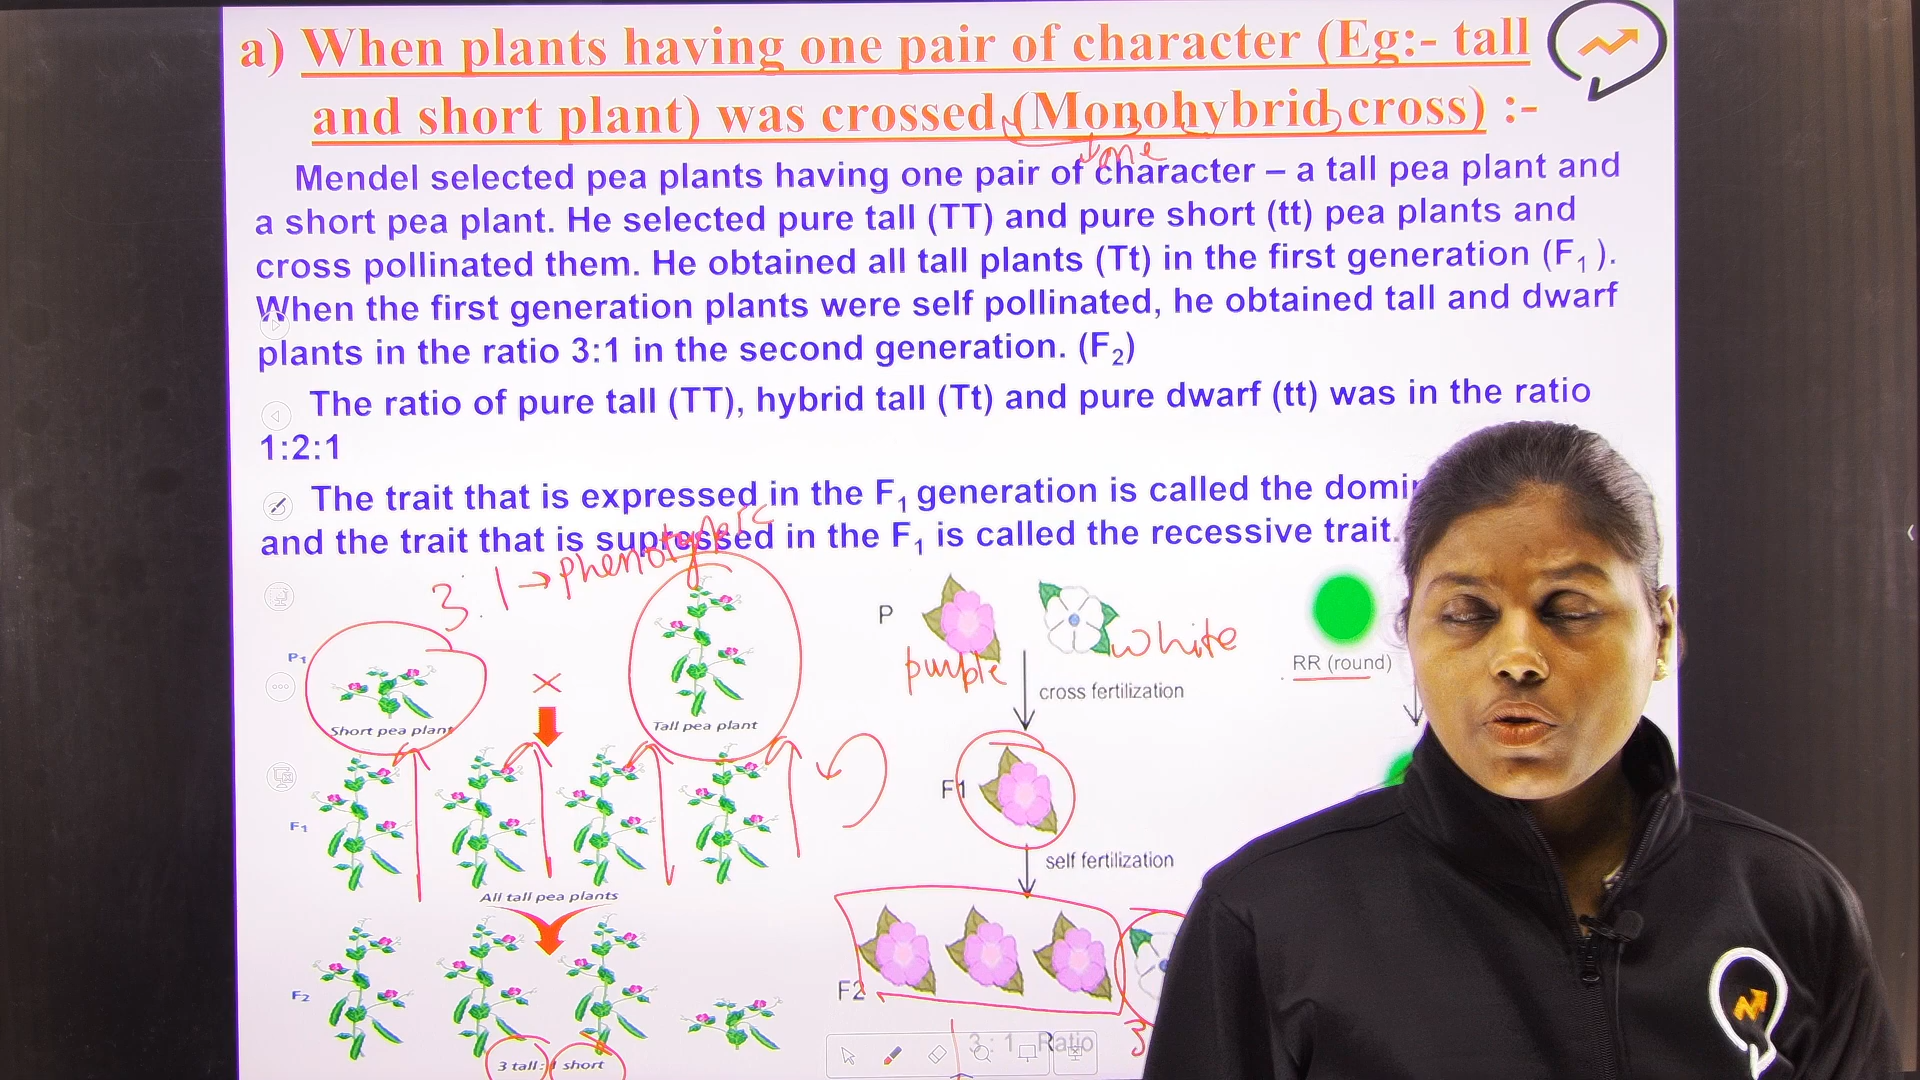 a) When plants having one pair of character (Eg:- tall
and short plant) was crossed (Monohybrid cross) :-
one
Mendel selected pea plants having one pair of character – a tall pea plant and
a short pea plant. He selected pure tall (TT) and pure short (tt) pea plants and
cross pollinated them. He obtained all tall plants (Tt) in the first generation (F₁ ).
When the first generation plants were self pollinated, he obtained tall and dwarf
plants in the ratio 3:1 in the second generation. (F₂)
The ratio of pure tall (TT), hybrid tall (Tt) and pure dwarf (tt) was in the ratio
1:2:1
The trait that is expressed in the F₁ generation is called the
and the trait that is supressed in the F₁ is called the recessive trait.
3:1 →
P₁
Short pea plant
Tall pea plant
F₁
All tall pea plants
F₂
3 tall: 1 short
P
purple
white
cross fertilization
F1
self fertilization
F2
3 : 1 Ratio
3
RR (round)